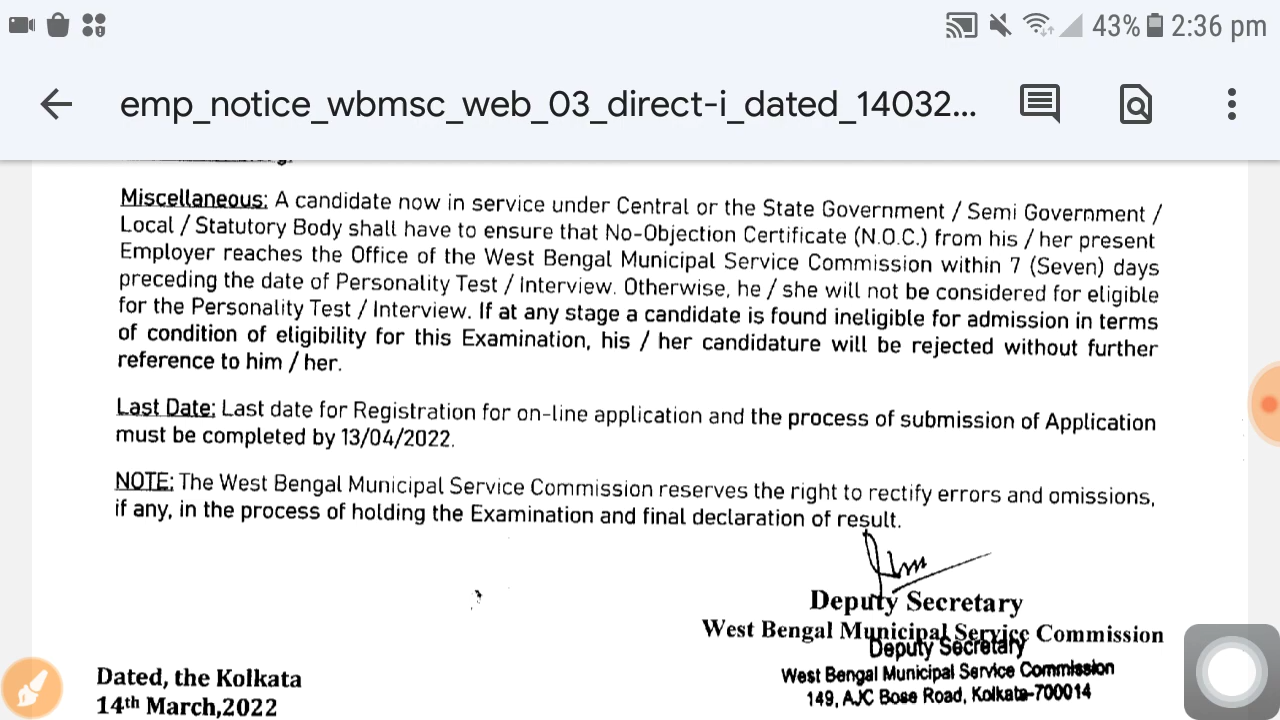 43% 2:36 pm
emp_notice_wbmsc_web_03_direct-i_dated_14032...
Miscellaneous: A candidate now in service under Central or the State Government / Semi Government /
Local / Statutory Body shall have to ensure that No-Objection Certificate (N.O.C.) from his / her present
Employer reaches the Office of the West Bengal Municipal Service Commission within 7 (Seven) days
preceding the date of Personality Test / Interview. Otherwise, he / she will not be considered for eligible
for the Personality Test / Interview. If at any stage a candidate is found ineligible for admission in terms
of condition of eligibility for this Examination, his / her candidature will be rejected without further
reference to him / her.
Last Date: Last date for Registration for on-line application and the process of submission of Application
must be completed by 13/04/2022.
NOTE: The West Bengal Municipal Service Commission reserves the right to rectify errors and omissions,
if any, in the process of holding the Examination and final declaration of result.
Deputy Secretary
West Bengal Municipal Service Commission
Deputy Secretary
West Bengal Municipal Service Commission
149, AJC Bose Road, Kolkata-700014
Dated, the Kolkata
14th March,2022